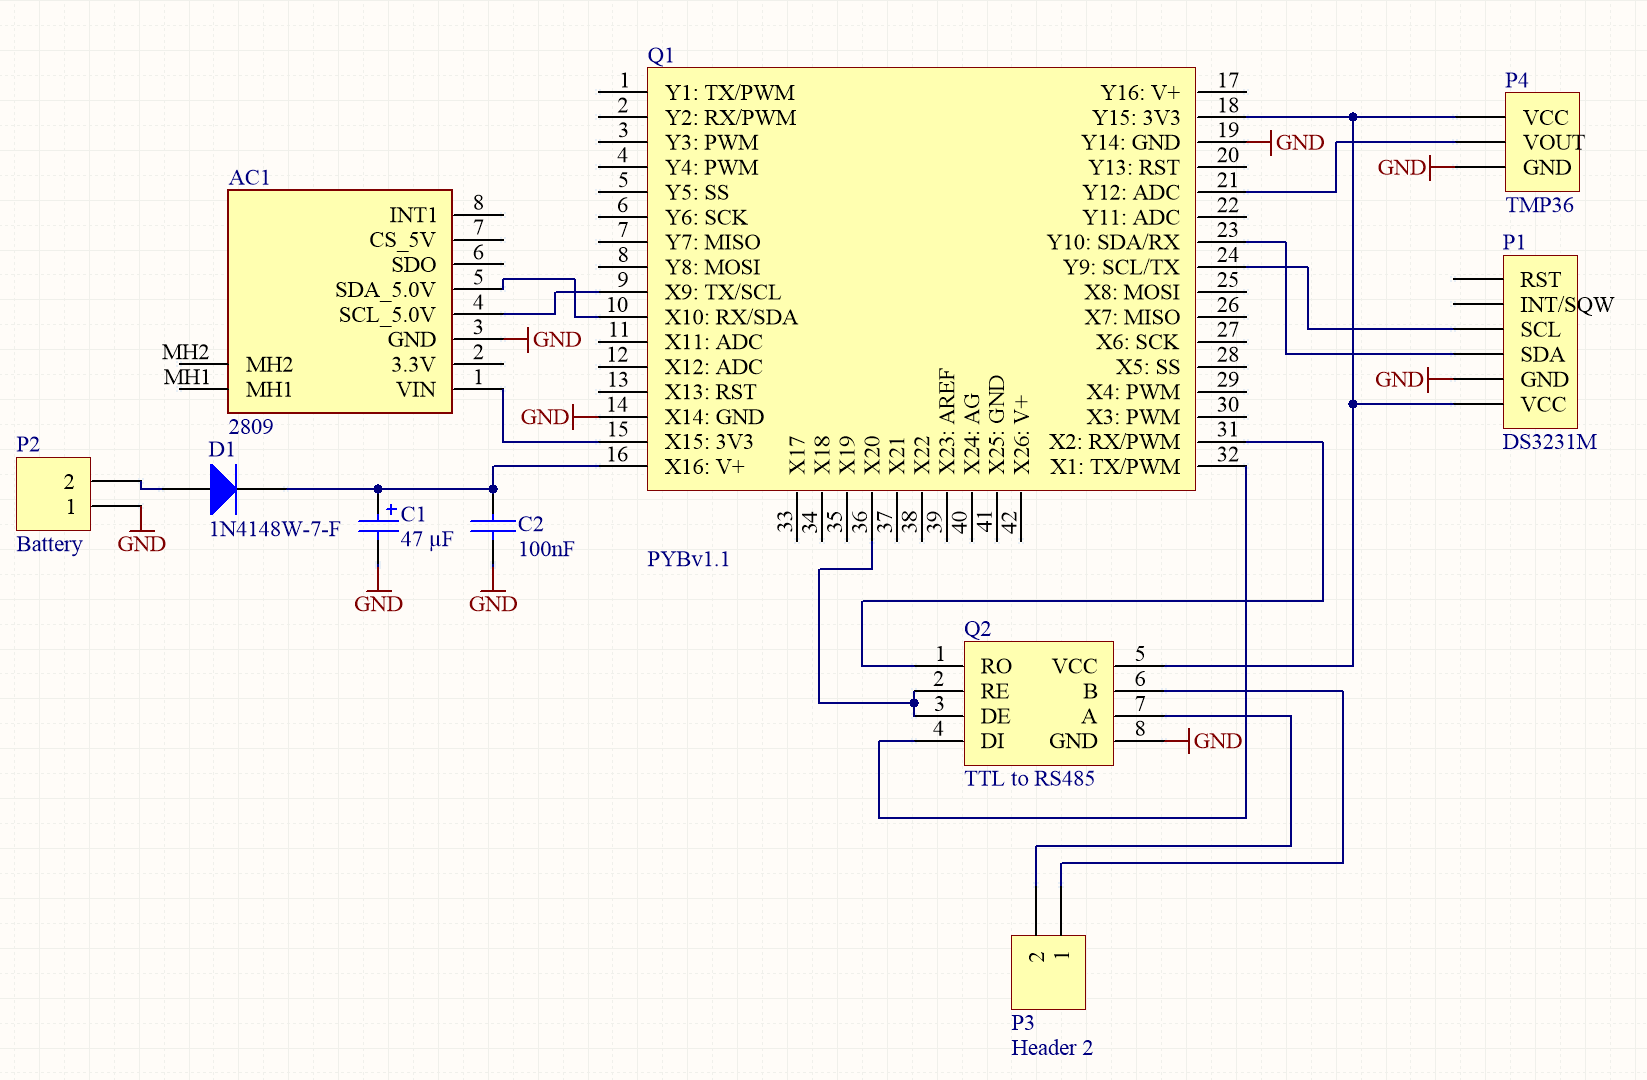 Q1
1 Y1: TX/PWM
2 Y2: RX/PWM
3 Y3: PWM
4 Y4: PWM
5 Y5: SS
6 Y6: SCK
7 Y7: MISO
8 Y8: MOSI
9 X9: TX/SCL
10 X10: RX/SDA
11 X11: ADC
12 X12: ADC
13 X13: RST
GND 14 X14: GND
15 X15: 3V3
16 X16: V+
Y16: V+ 17
Y15: 3V3 18
Y14: GND 19 GND
Y13: RST 20
Y12: ADC 21
Y11: ADC 22
Y10: SDA/RX 23
Y9: SCL/TX 24
X8: MOSI 25
X7: MISO 26
X6: SCK 27
X5: SS 28
X4: PWM 29
X3: PWM 30
X2: RX/PWM 31
X1: TX/PWM 32
X17 33
X18 34
X19 35
X20 36
X21 37
X22 38
X23: AREF 39
X24: AG 40
X25: GND 41
X26: V+ 42
PYBv1.1
AC1
INT1 8
CS_5V 7
SDO 6
SDA_5.0V 5
SCL_5.0V 4
GND 3 GND
3.3V 2
VIN 1
MH2 MH2
MH1 MH1
2809
P2
2
1
Battery
GND
D1
1N4148W-7-F
+ C1
47 µF
GND
C2
100nF
GND
P4
VCC
VOUT
GND GND
TMP36
P1
RST
INT/SQW
SCL
SDA
GND GND
VCC
DS3231M
Q2
1 RO VCC 5
2 RE B 6
3 DE A 7
4 DI GND 8 GND
TTL to RS485
2 1
P3
Header 2